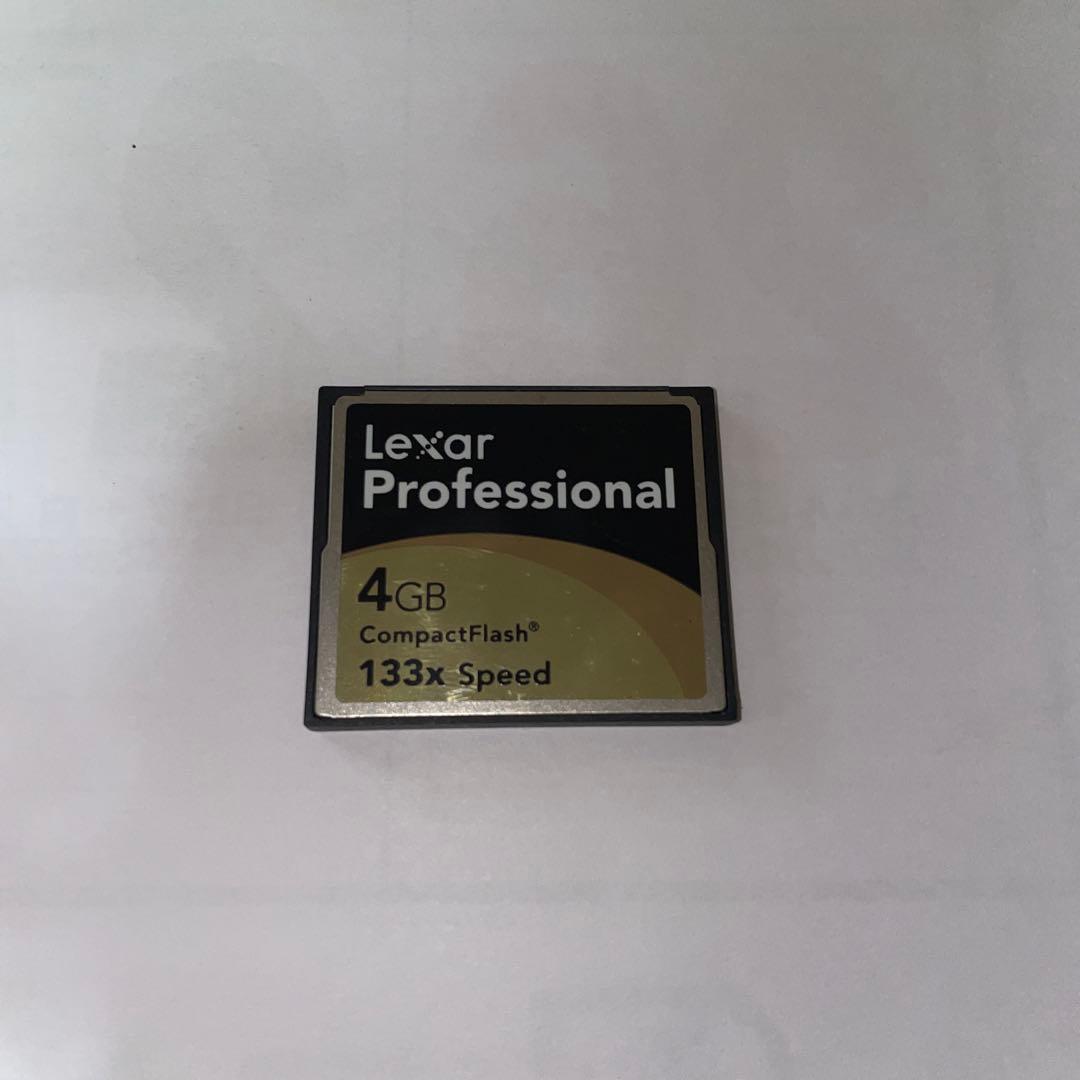 Lexar
Professional
4GB
CompactFlash®
133x Speed